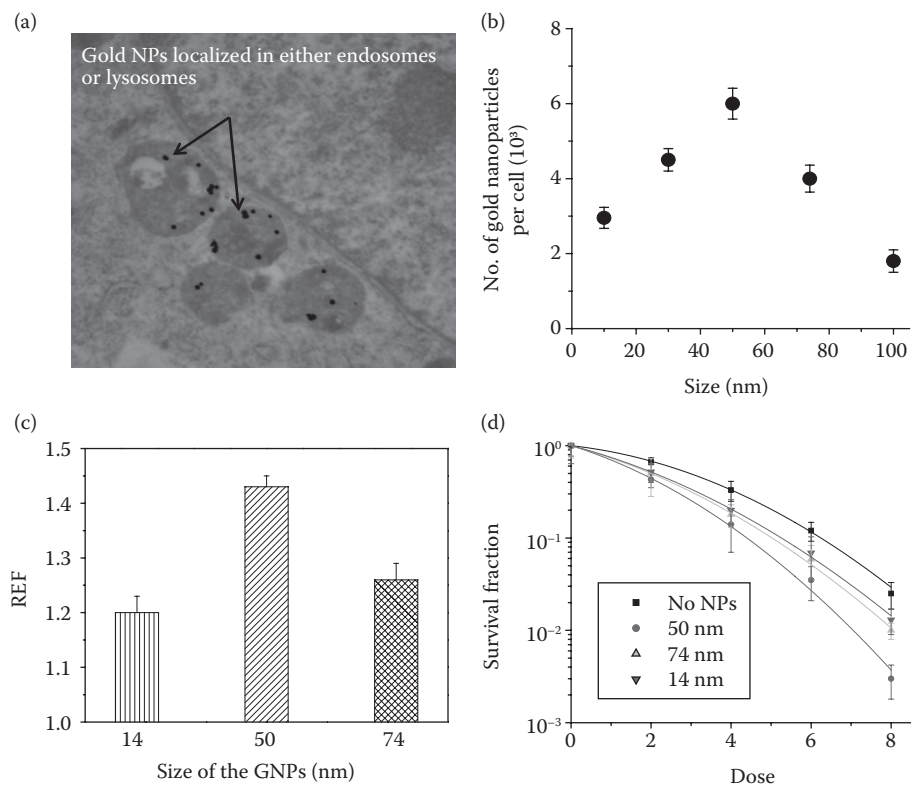 (a)
Gold NPs localized in either endosomes
or lysosomes
(b)
No. of gold nanoparticles
per cell (10³)
8
6
4
2
0
0 20 40 60 80 100
Size (nm)
(c)
REF
1.5
1.4
1.3
1.2
1.1
1.0
14 50 74
Size of the GNPs (nm)
(d)
Survival fraction
10⁰
10⁻¹
10⁻²
10⁻³
No NPs
50 nm
74 nm
14 nm
0 2 4 6 8
Dose